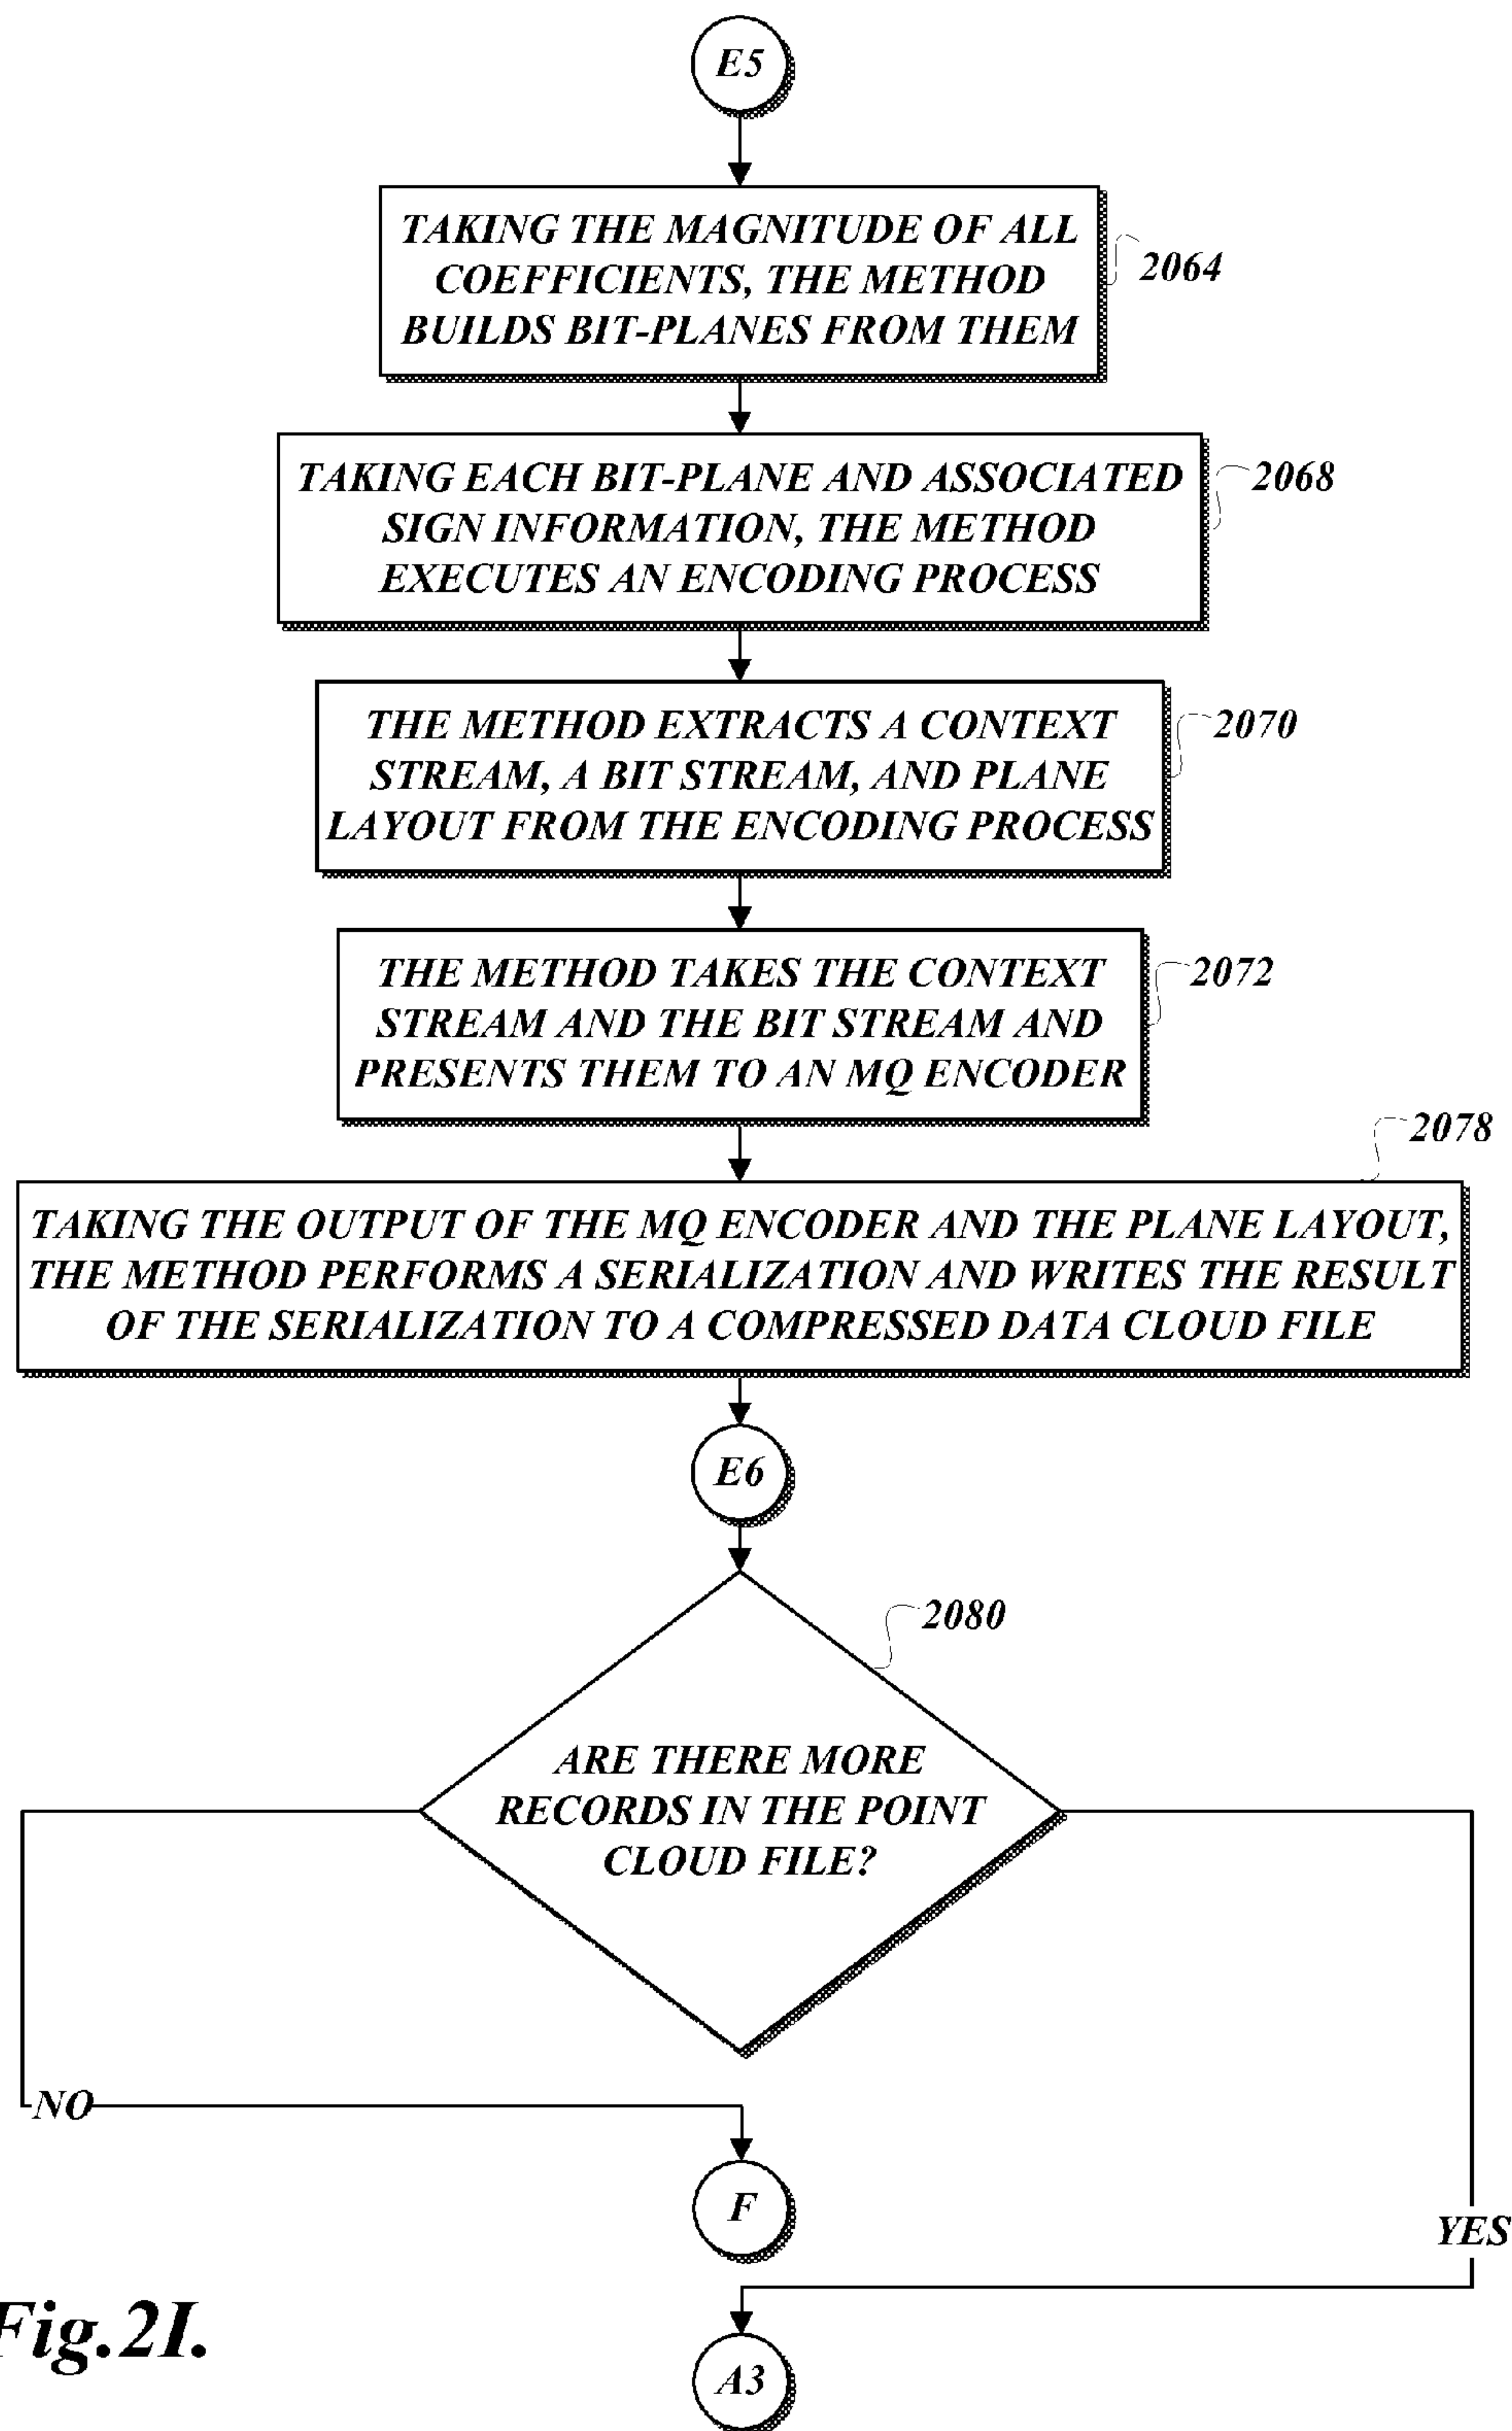 E5
TAKING THE MAGNITUDE OF ALL
COEFFICIENTS, THE METHOD
BUILDS BIT-PLANES FROM THEM
2064
TAKING EACH BIT-PLANE AND ASSOCIATED
SIGN INFORMATION, THE METHOD
EXECUTES AN ENCODING PROCESS
2068
THE METHOD EXTRACTS A CONTEXT
STREAM, A BIT STREAM, AND PLANE
LAYOUT FROM THE ENCODING PROCESS
2070
THE METHOD TAKES THE CONTEXT
STREAM AND THE BIT STREAM AND
PRESENTS THEM TO AN MQ ENCODER
2072
2078
TAKING THE OUTPUT OF THE MQ ENCODER AND THE PLANE LAYOUT,
THE METHOD PERFORMS A SERIALIZATION AND WRITES THE RESULT
OF THE SERIALIZATION TO A COMPRESSED DATA CLOUD FILE
E6
2080
ARE THERE MORE
RECORDS IN THE POINT
CLOUD FILE?
NO
F
YES
Fig.2I.
A3